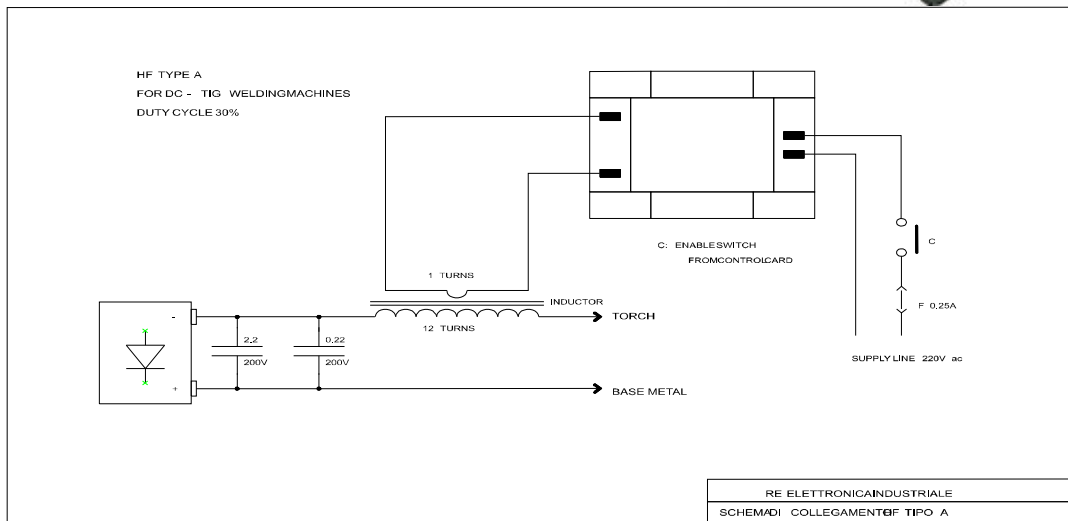 HF TYPE A
FOR DC - TIG WELDINGMACHINES
DUTY CYCLE 30%
C: ENABLESWITCH
FROMCONTROLCARD
C
1 TURNS
INDUCTOR
12 TURNS
TORCH
F 0,25A
-
2,2
200V
0,22
200V
SUPPLY LINE 220V ac
+
BASE METAL
RE ELETTRONICAINDUSTRIALE
SCHEMADI COLLEGAMENTOHF TIPO A